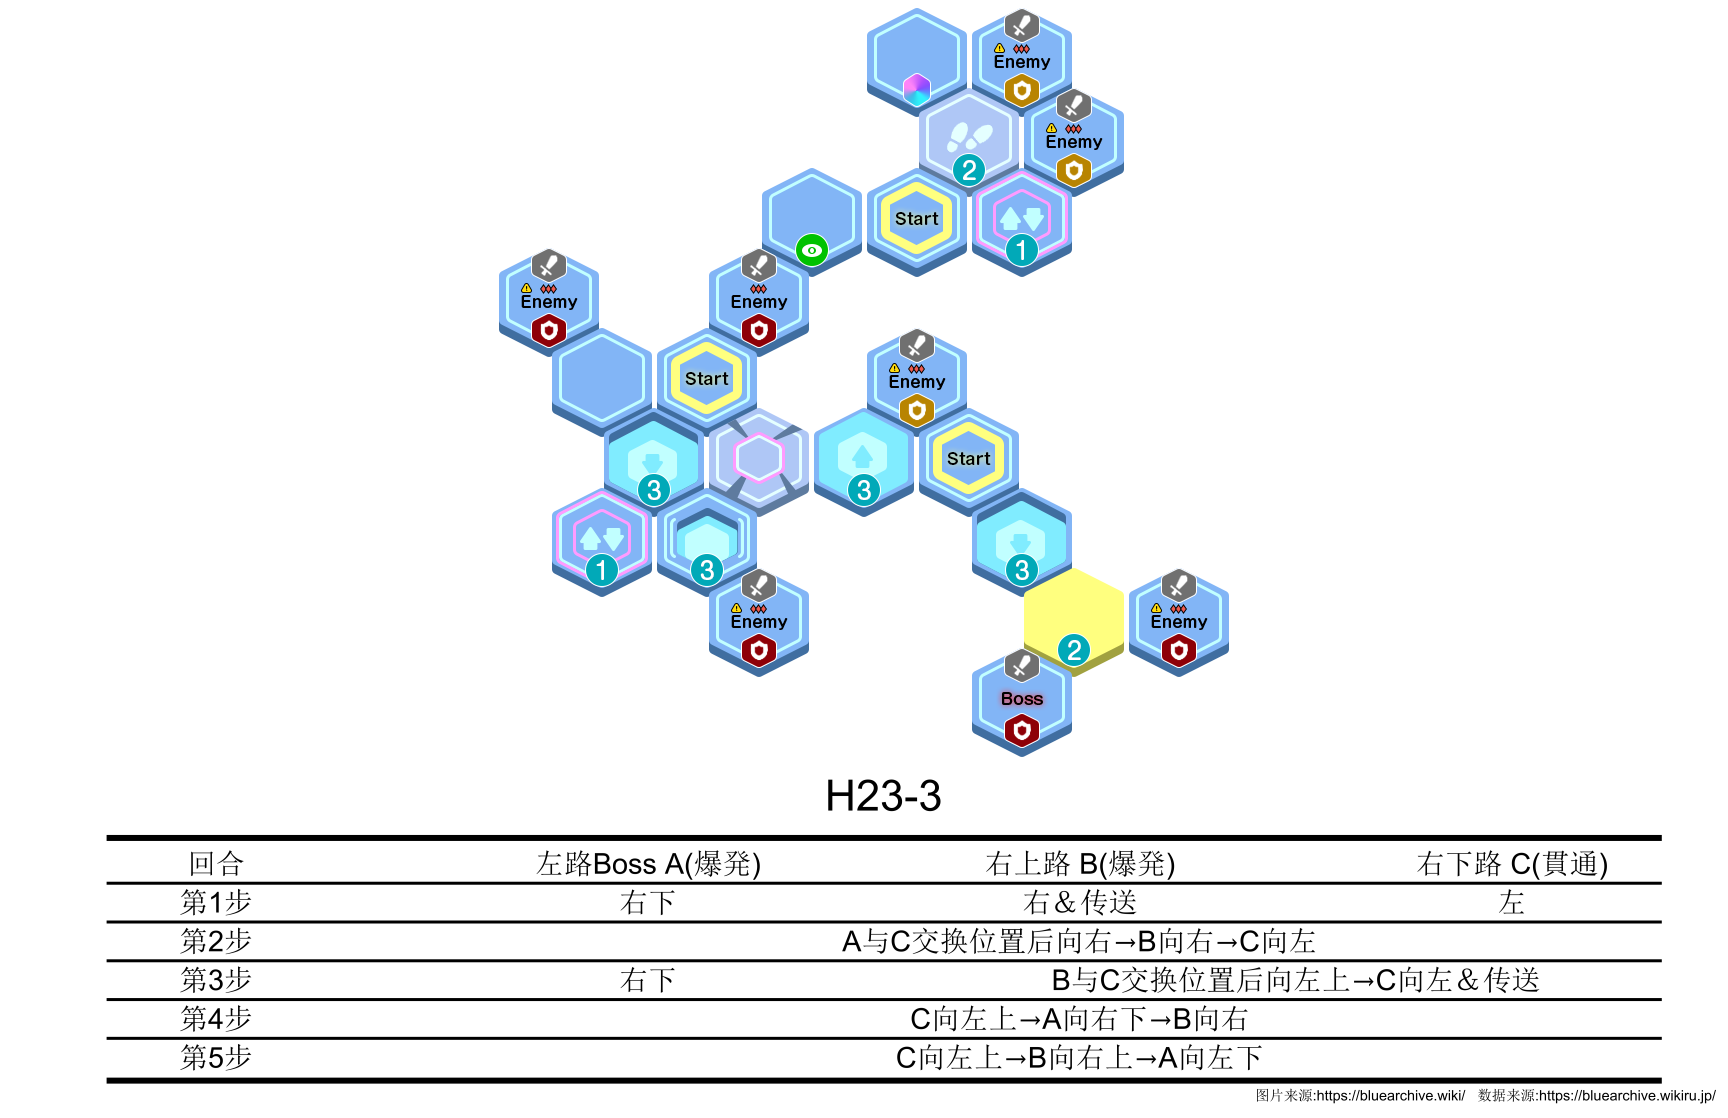 Enemy
Enemy
2
Start
1
Enemy
Enemy
Start
Enemy
3
3
Start
1
3
3
Enemy
2
Enemy
Boss
H23-3
回合 左路Boss A(爆発) 右上路 B(爆発) 右下路 C(貫通)
第1步 右下 右＆传送 左
第2步 A与C交换位置后向右→B向右→C向左
第3步 右下 B与C交换位置后向左上→C向左＆传送
第4步 C向左上→A向右下→B向右
第5步 C向左上→B向右上→A向左下
图片来源:https://bluearchive.wiki/ 数据来源:https://bluearchive.wikiru.jp/